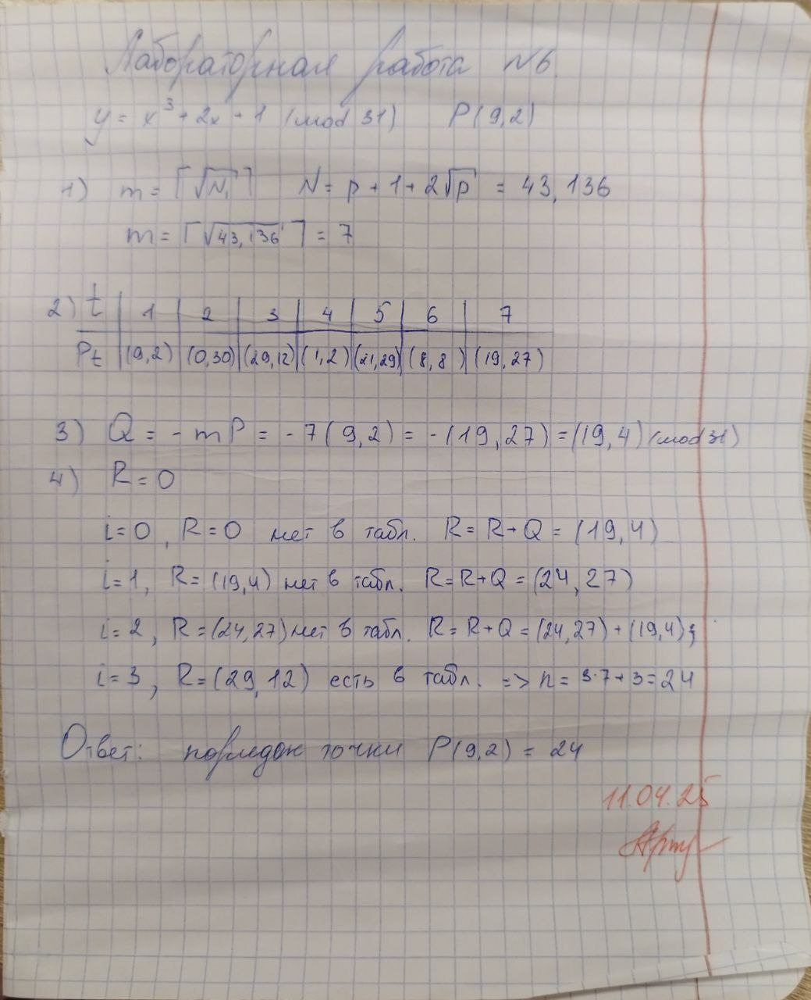 Лабораторная работа №6.
y = x³ + 2x + 1 (mod 31) P(9,2)
1) m = ⌈√N⌉ N = p + 1 + 2√p = 43,136
m = ⌈√43,136⌉ = 7
2) t | 1 | 2 | 3 | 4 | 5 | 6 | 7
Pt | (9,2) | (0,30) | (29,12) | (1,2) | (21,29) | (8,8) | (19,27)
3) Q = - mP = - 7(9,2) = - (19,27) = (19,4) (mod 31)
4) R = 0
i=0, R=0 нет в табл. R = R+Q = (19,4)
i=1, R=(19,4) нет в табл. R=R+Q = (24,27)
i=2, R=(24,27) нет в табл. R=R+Q = (24,27)+(19,4);
i=3, R=(29,12) есть в табл. => n = 3·7+3=24
Ответ: порядок точки P(9,2) = 24
11.04.25